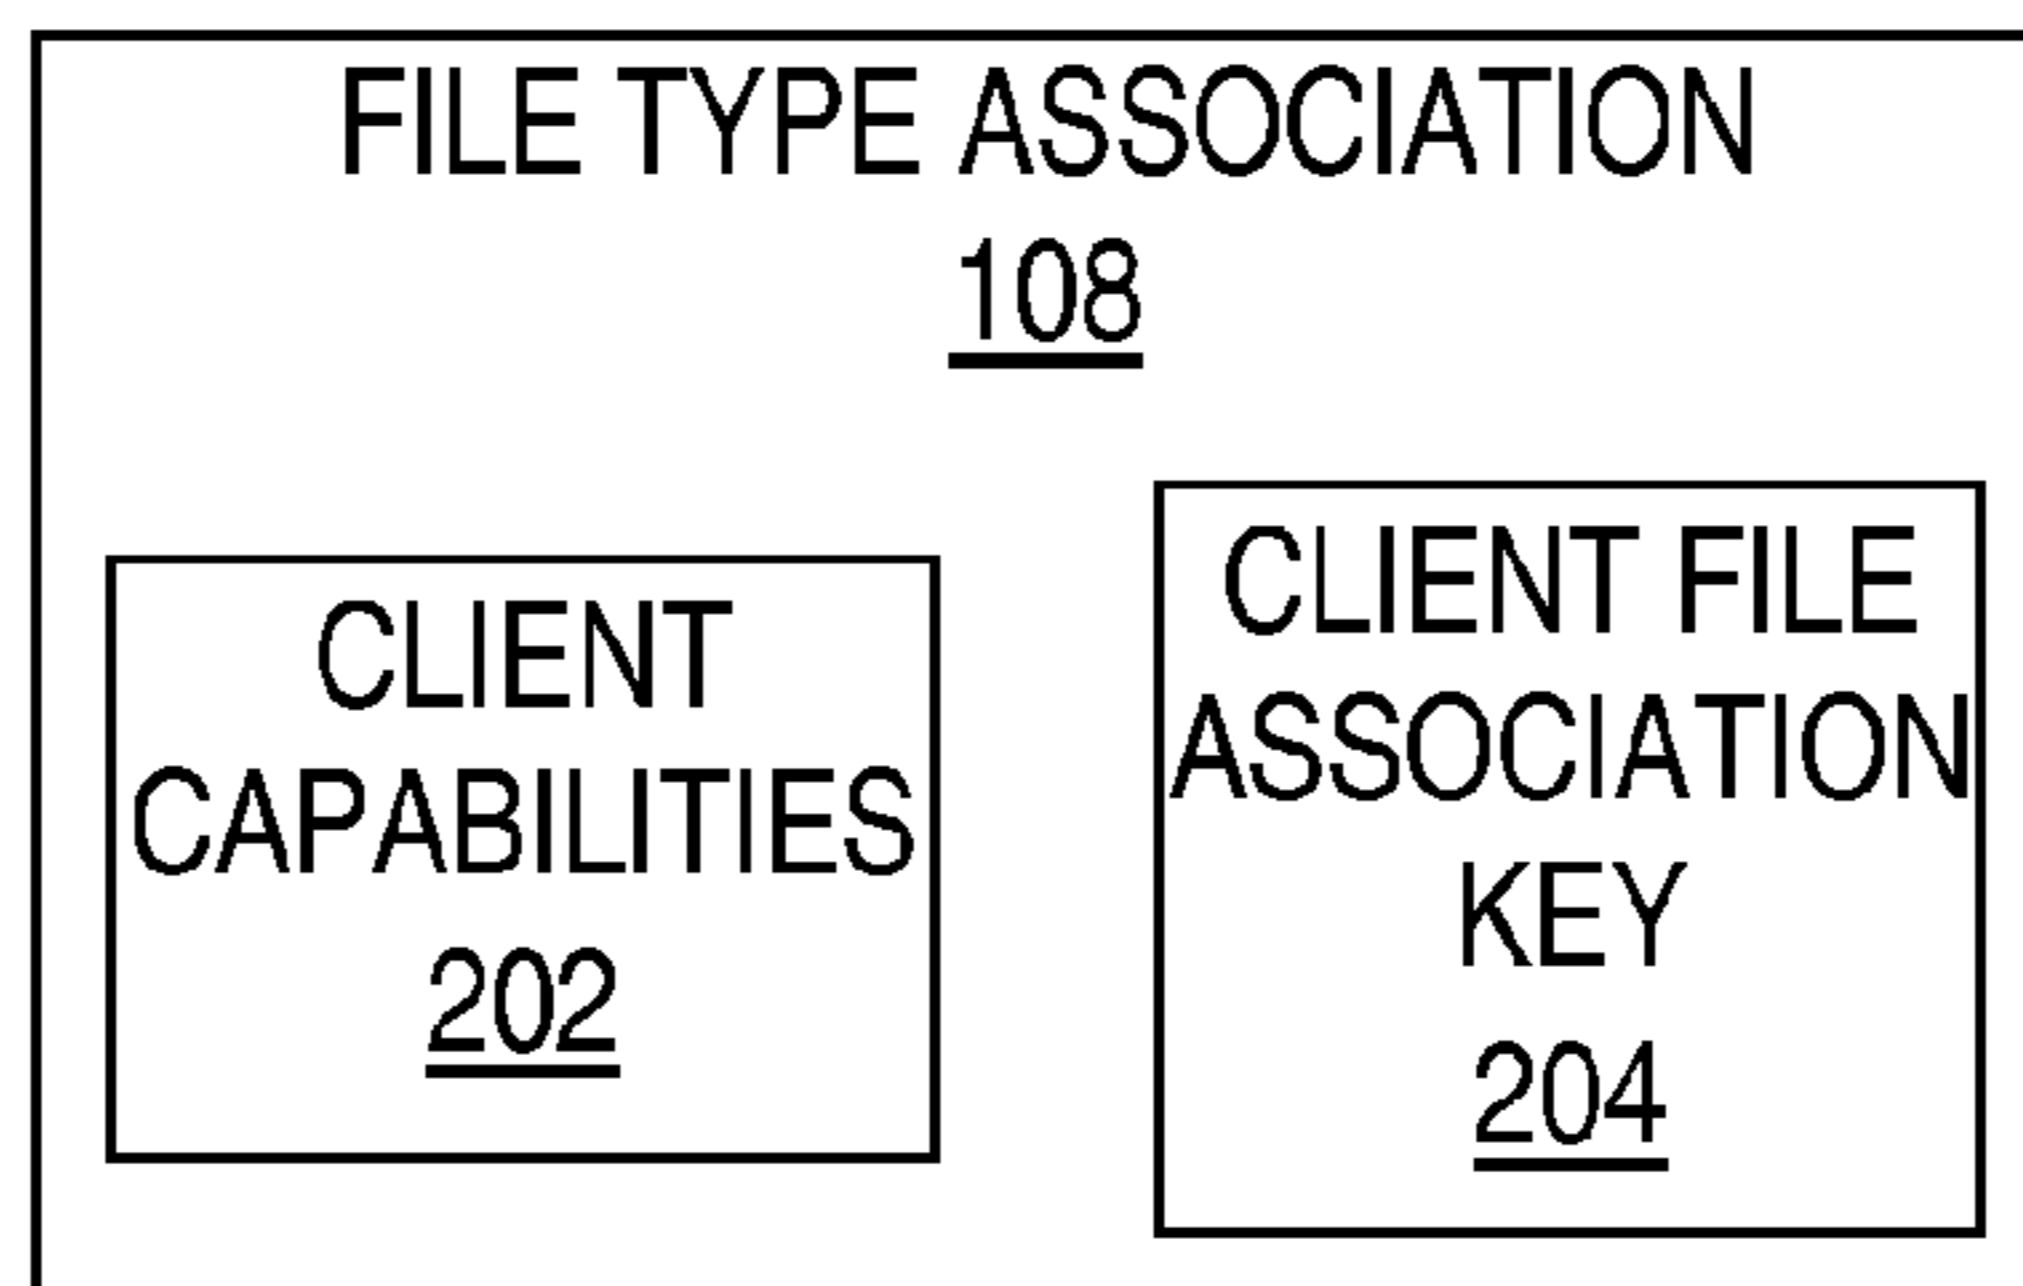 FILE TYPE ASSOCIATION
108
CLIENT
CAPABILITIES
202
CLIENT FILE
ASSOCIATION
KEY
204